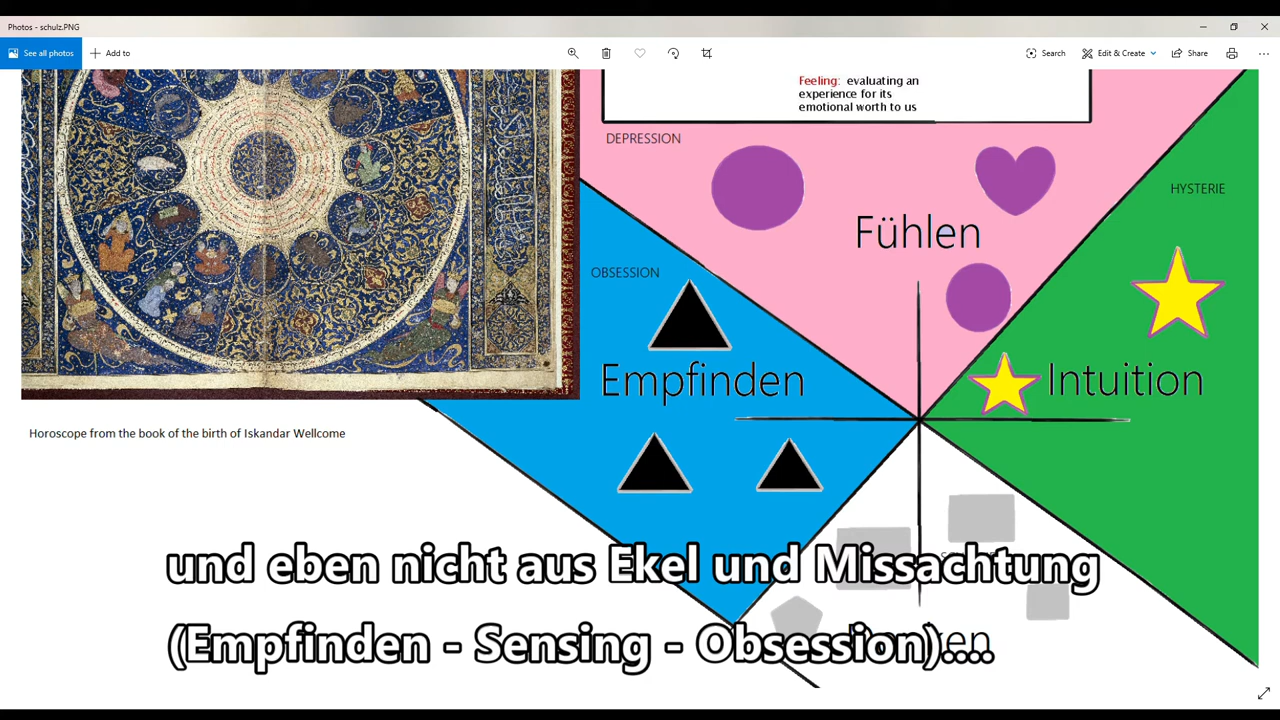 Photos - schulz.PNG
See all photos
Add to
Search
Edit & Create
Share
Feeling: evaluating an
experience for its
emotional worth to us
DEPRESSION
HYSTERIE
Fühlen
OBSESSION
Empfinden
Intuition
Horoscope from the book of the birth of Iskandar Wellcome
und eben nicht aus Ekel und Missachtung
(Empfinden - Sensing - Obsession)....